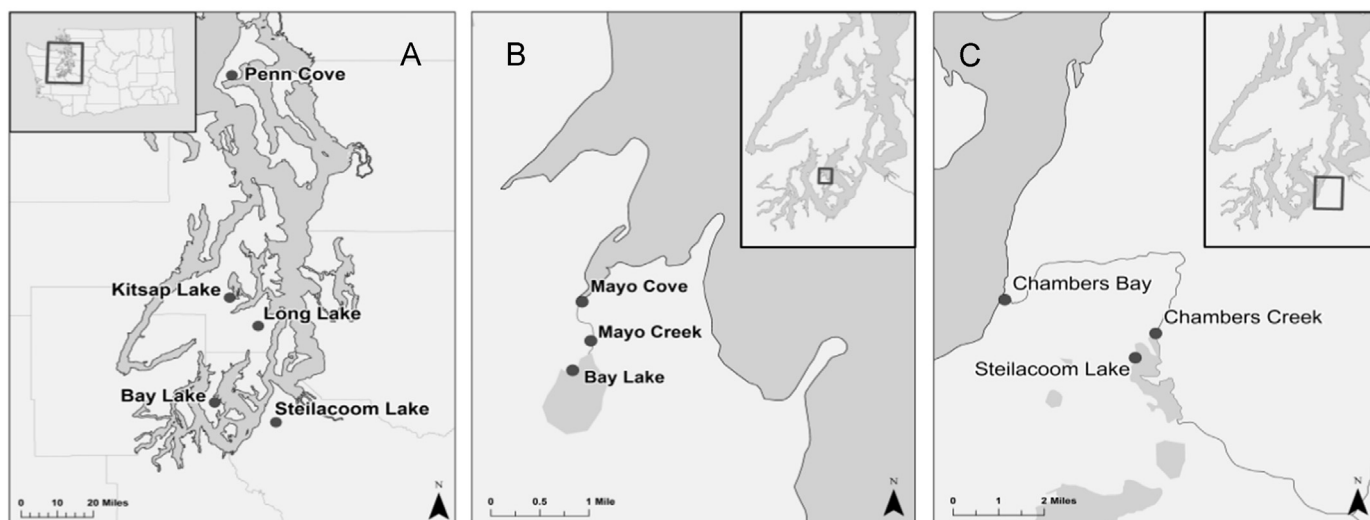 A
Penn Cove
Kitsap Lake
Long Lake
Bay Lake
Steilacoom Lake
0 10 20 Miles
N
B
Mayo Cove
Mayo Creek
Bay Lake
0 0.5 1 Mile
N
C
Chambers Bay
Chambers Creek
Steilacoom Lake
0 1 2 Miles
N